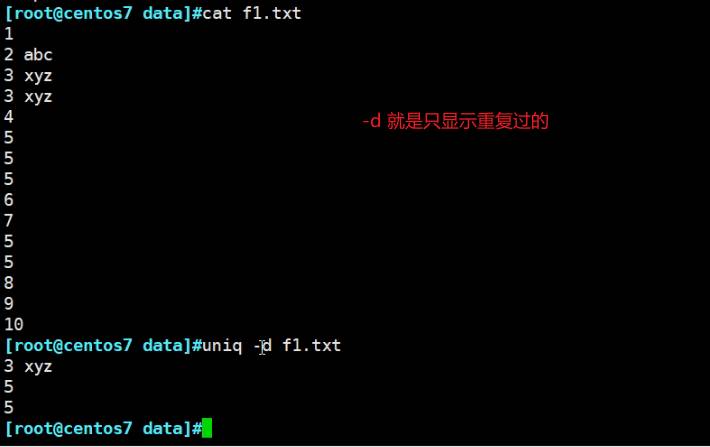 [root@centos7 data]#cat f1.txt
1
2 abc
3 xyz
3 xyz
4
-d 就是只显示重复过的
5
5
5
6
7
5
5
8
9
10
[root@centos7 data]#uniq -d f1.txt
3 xyz
5
5
[root@centos7 data]#